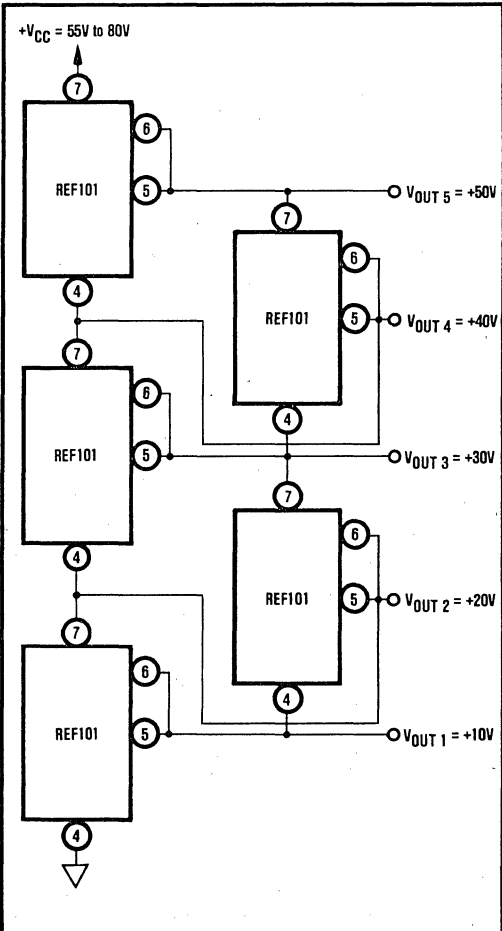 +VCC = 55V to 80V
7
6
REF101
5
VOUT 5 = +50V
7
6
4
REF101
5
VOUT 4 = +40V
7
6
4
REF101
5
VOUT 3 = +30V
7
6
4
REF101
5
VOUT 2 = +20V
7
6
4
REF101
5
VOUT 1 = +10V
4